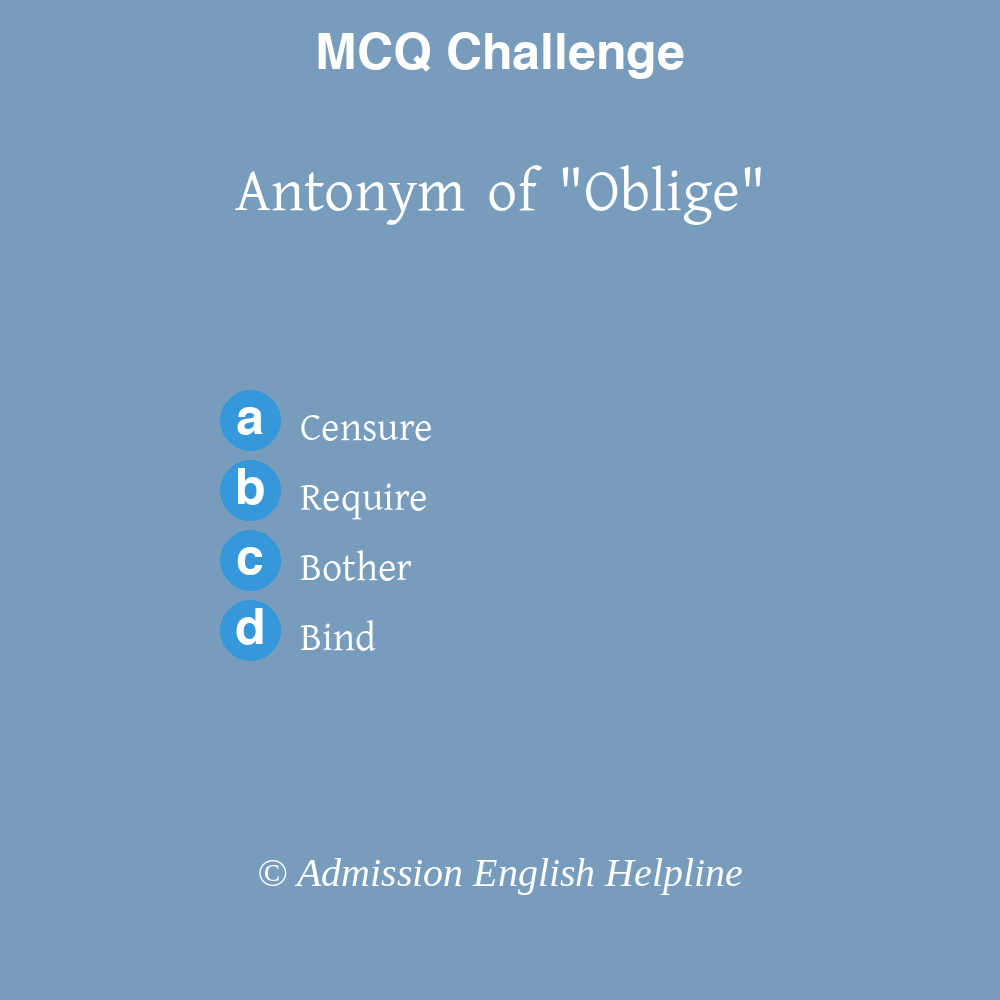 MCQ Challenge
Antonym of "Oblige"
a Censure
b Require
c Bother
d Bind
© Admission English Helpline